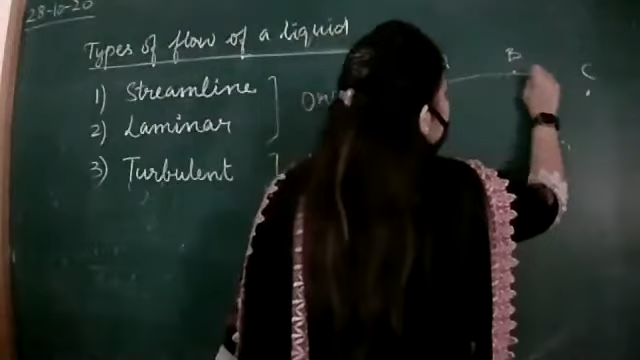 28-10-20
Types of flow of a liquid
1) Streamline
2) Laminar
3) Turbulent
B
C